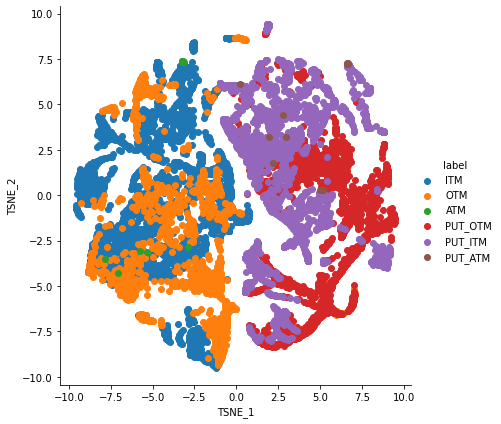 10.0
7.5
5.0
2.5
0.0
−2.5
−5.0
−7.5
−10.0
TSNE_2
−10.0 −7.5 −5.0 −2.5 0.0 2.5 5.0 7.5 10.0
TSNE_1
label
ITM
OTM
ATM
PUT_OTM
PUT_ITM
PUT_ATM